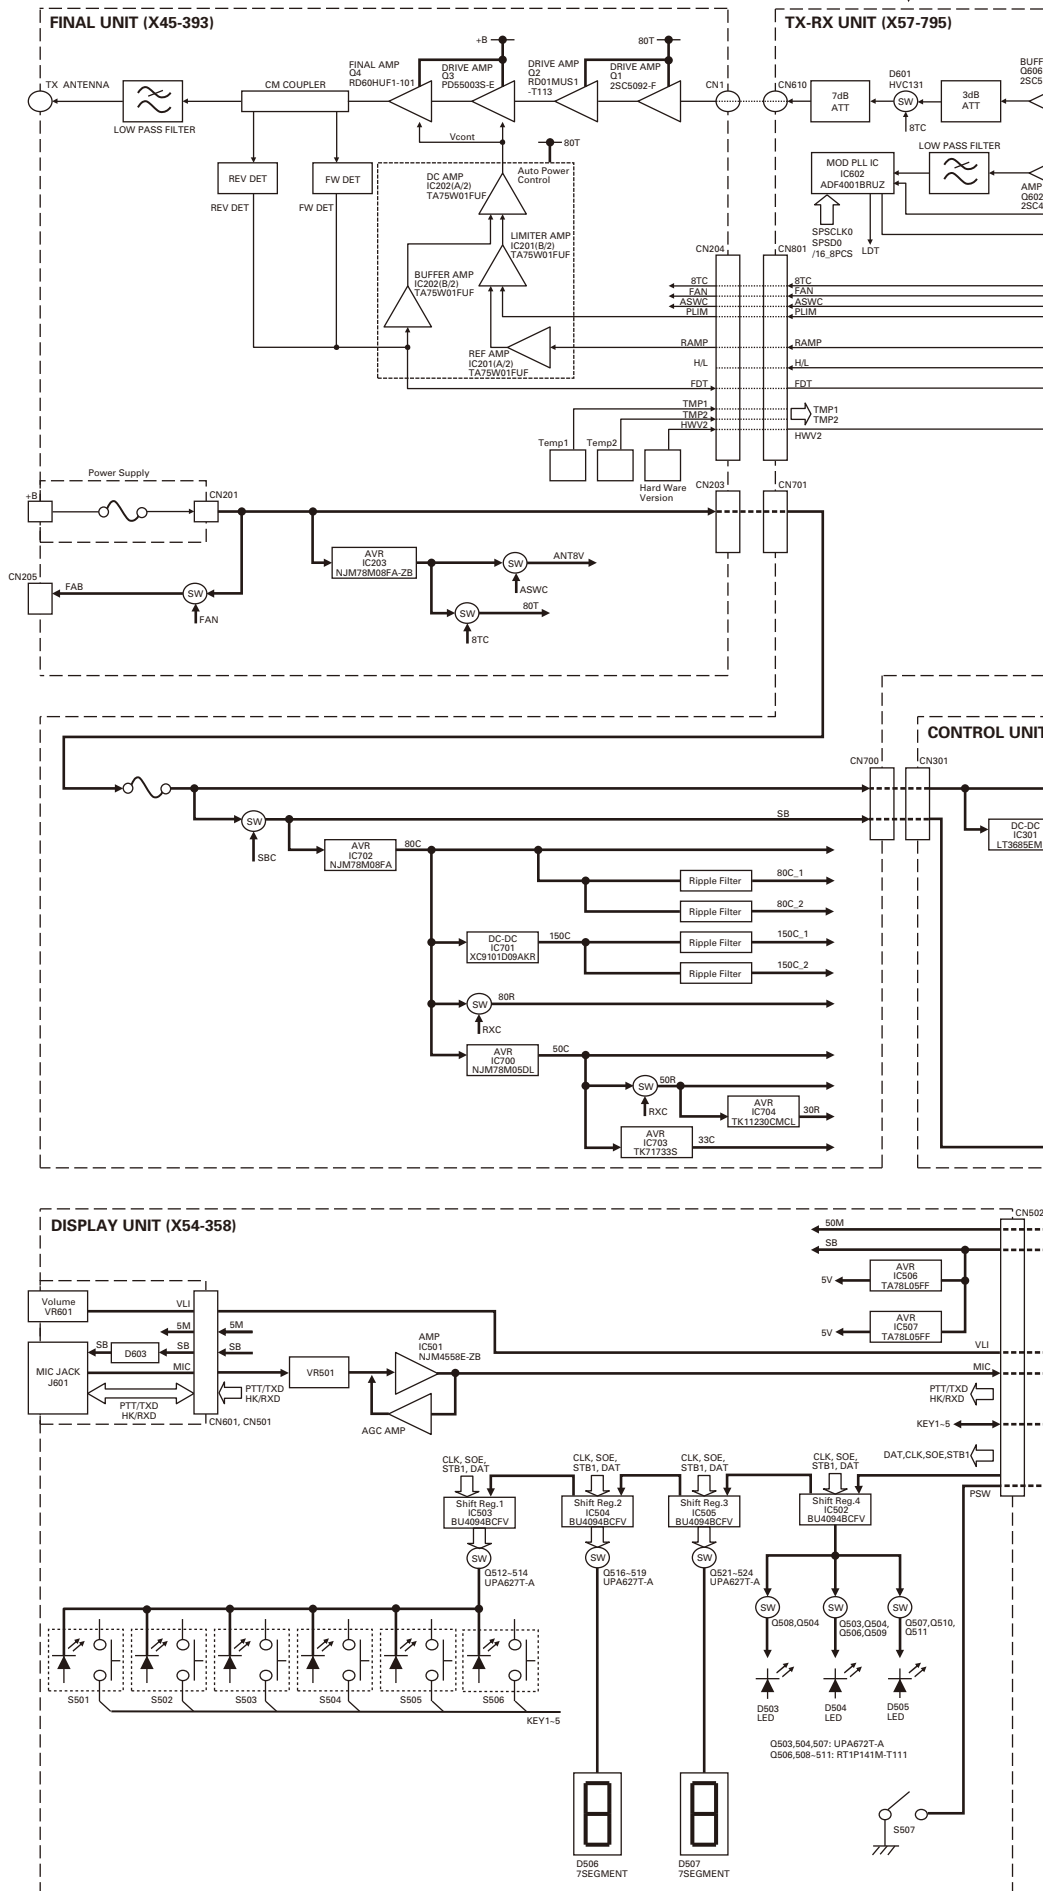 FINAL UNIT (X45-393)
TX-RX UNIT (X57-795)
+B
80T
FINAL AMP
Q4
RD60HUF1-101
DRIVE AMP
Q3
PD55003S-E
DRIVE AMP
Q2
RD01MUS1
-T113
DRIVE AMP
Q1
2SC5092-F
TX ANTENNA
CM COUPLER
CN1
CN610
D601
HVC131
BUFF
Q606
2SC5
7dB
ATT
SW
3dB
ATT
8TC
LOW PASS FILTER
Vcont
80T
REV DET
FW DET
REV DET
FW DET
DC AMP
IC202(A/2)
TA75W01FUF
Auto Power
Control
MOD PLL IC
IC602
ADF4001BRUZ
LOW PASS FILTER
AMP
Q602
2SC4
SPSCLK0
SPSD0
/16_8PCS
LDT
LIMITER AMP
IC201(B/2)
TA75W01FUF
BUFFER AMP
IC202(B/2)
TA75W01FUF
REF AMP
IC201(A/2)
TA75W01FUF
CN204
CN801
8TC
FAN
ASWC
PLIM
RAMP
H/L
FDT
TMP1
TMP2
HWV2
8TC
FAN
ASWC
PLIM
RAMP
H/L
FDT
TMP1
TMP2
HWV2
Temp1
Temp2
Hard Ware
Version
Power Supply
+B
CN201
CN203
CN701
AVR
IC203
NJM78M08FA-ZB
SW
ANT8V
ASWC
CN205
FAB
SW
FAN
SW
80T
8TC
CONTROL UNIT
CN700
CN301
SW
SB
SBC
DC-DC
IC301
LT3685EM
AVR
IC702
NJM78M08FA
80C
Ripple Filter
80C_1
Ripple Filter
80C_2
DC-DC
IC701
XC9101D09AKR
150C
Ripple Filter
150C_1
Ripple Filter
150C_2
SW
80R
RXC
AVR
IC700
NJM78M05DL
50C
SW
50R
RXC
AVR
IC704
TK11230CMCL
30R
AVR
IC703
TK71733S
33C
DISPLAY UNIT (X54-358)
CN502
50M
SB
AVR
IC506
TA78L05FF
5V
AVR
IC507
TA78L05FF
5V
Volume
VR601
VLI
5M
5M
SB
D603
SB
SB
MIC JACK
J601
MIC
PTT/TXD
HK/RXD
PTT/TXD
HK/RXD
CN601, CN501
VR501
AMP
IC501
NJM4558E-ZB
AGC AMP
VLI
MIC
PTT/TXD
HK/RXD
KEY1~5
DAT,CLK,SOE,STB1
PSW
CLK, SOE,
STB1, DAT
CLK, SOE,
STB1, DAT
CLK, SOE,
STB1, DAT
CLK, SOE,
STB1, DAT
Shift Reg.1
IC503
BU4094BCFV
Shift Reg.2
IC504
BU4094BCFV
Shift Reg.3
IC505
BU4094BCFV
Shift Reg.4
IC502
BU4094BCFV
SW
Q512~514
UPA627T-A
SW
Q516~519
UPA627T-A
SW
Q521~524
UPA627T-A
SW
Q508,Q504
SW
Q503,Q504,
Q506,Q509
SW
Q507,Q510,
Q511
S501
S502
S503
S504
S505
S506
KEY1~5
D503
LED
D504
LED
D505
LED
Q503,504,507: UPA672T-A
Q506,508~511: RT1P141M-T111
S507
D506
7SEGMENT
D507
7SEGMENT